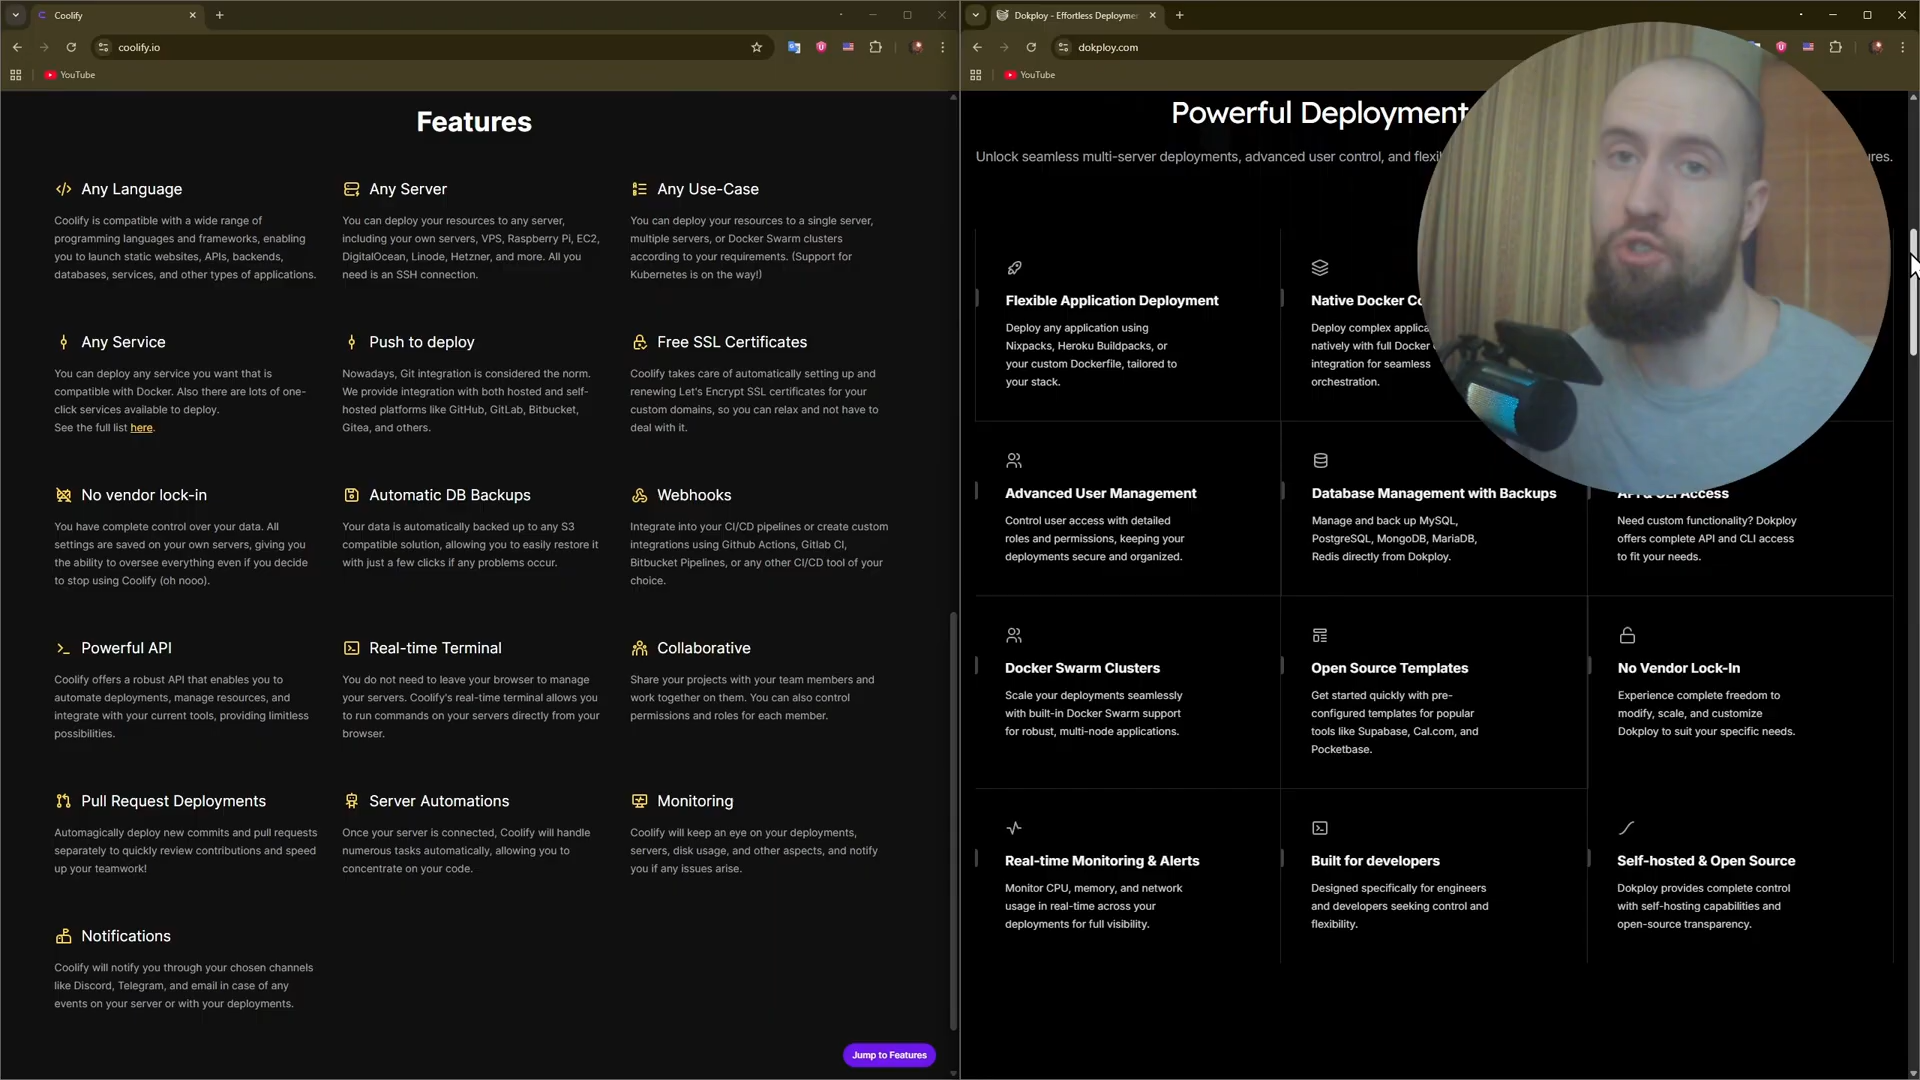 Coolify
coolify.io
YouTube
Features
Any Language
Coolify is compatible with a wide range of
programming languages and frameworks, enabling
you to launch static websites, APIs, backends,
databases, services, and other types of applications.
Any Server
You can deploy your resources to any server,
including your own servers, VPS, Raspberry Pi, EC2,
DigitalOcean, Linode, Hetzner, and more. All you
need is an SSH connection.
Any Use-Case
You can deploy your resources to a single server,
multiple servers, or Docker Swarm clusters
according to your requirements. (Support for
Kubernetes is on the way!)
Any Service
You can deploy any service you want that is
compatible with Docker. Also there are lots of one-
click services available to deploy.
See the full list here.
Push to deploy
Nowadays, Git integration is considered the norm.
We provide integration with both hosted and self-
hosted platforms like GitHub, GitLab, Bitbucket,
Gitea, and others.
Free SSL Certificates
Coolify takes care of automatically setting up and
renewing Let's Encrypt SSL certificates for your
custom domains, so you can relax and not have to
deal with it.
No vendor lock-in
You have complete control over your data. All
settings are saved on your own servers, giving you
the ability to oversee everything even if you decide
to stop using Coolify (oh nooo).
Automatic DB Backups
Your data is automatically backed up to any S3
compatible solution, allowing you to easily restore it
with just a few clicks if any problems occur.
Webhooks
Integrate into your CI/CD pipelines or create custom
integrations using Github Actions, Gitlab CI,
Bitbucket Pipelines, or any other CI/CD tool of your
choice.
Powerful API
Coolify offers a robust API that enables you to
automate deployments, manage resources, and
integrate with your current tools, providing limitless
possibilities.
Real-time Terminal
You do not need to leave your browser to manage
your servers. Coolify's real-time terminal allows you
to run commands on your servers directly from your
browser.
Collaborative
Share your projects with your team members and
work together on them. You can also control
permissions and roles for each member.
Pull Request Deployments
Automagically deploy new commits and pull requests
separately to quickly review contributions and speed
up your teamwork!
Server Automations
Once your server is connected, Coolify will handle
numerous tasks automatically, allowing you to
concentrate on your code.
Monitoring
Coolify will keep an eye on your deployments,
servers, disk usage, and other aspects, and notify
you if any issues arise.
Notifications
Coolify will notify you through your chosen channels
like Discord, Telegram, and email in case of any
events on your server or with your deployments.
Jump to Features
Dokploy - Effortless Deployme
dokploy.com
YouTube
Powerful Deployment
Unlock seamless multi-server deployments, advanced user control, and
Flexible Application Deployment
Deploy any application using
Nixpacks, Heroku Buildpacks, or
your custom Dockerfile, tailored to
your stack.
Native Docker
Deploy complex
natively with full Docker
integration for seamless
orchestration.
Advanced User Management
Control user access with detailed
roles and permissions, keeping your
deployments secure and organized.
Database Management with Backups
Manage and back up MySQL,
PostgreSQL, MongoDB, MariaDB,
Redis directly from Dokploy.
API & CLI Access
Need custom functionality? Dokploy
offers complete API and CLI access
to fit your needs.
Docker Swarm Clusters
Scale your deployments seamlessly
with built-in Docker Swarm support
for robust, multi-node applications.
Open Source Templates
Get started quickly with pre-
configured templates for popular
tools like Supabase, Cal.com, and
Pocketbase.
No Vendor Lock-In
Experience complete freedom to
modify, scale, and customize
Dokploy to suit your specific needs.
Real-time Monitoring & Alerts
Monitor CPU, memory, and network
usage in real-time across your
deployments for full visibility.
Built for developers
Designed specifically for engineers
and developers seeking control and
flexibility.
Self-hosted & Open Source
Dokploy provides complete control
with self-hosting capabilities and
open-source transparency.